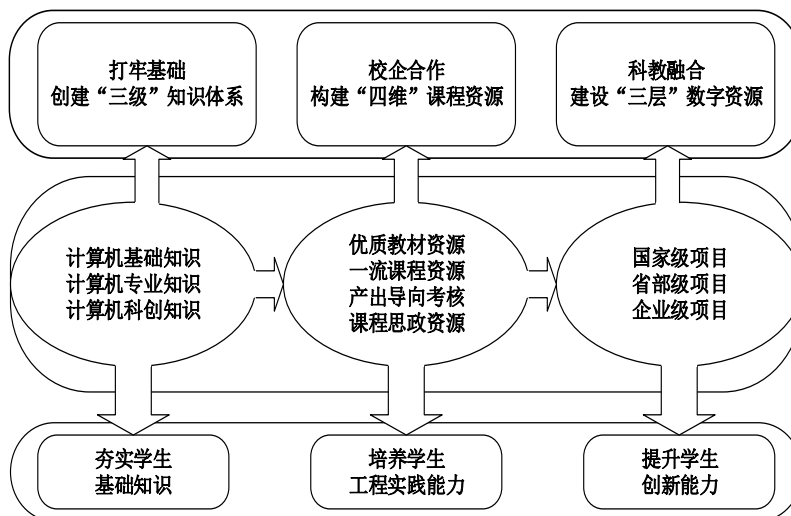 打牢基础
创建“三级”知识体系
校企合作
构建“四维”课程资源
科教融合
建设“三层”数字资源
计算机基础知识
计算机专业知识
计算机科创知识
优质教材资源
一流课程资源
产出导向考核
课程思政资源
国家级项目
省部级项目
企业级项目
夯实学生
基础知识
培养学生
工程实践能力
提升学生
创新能力